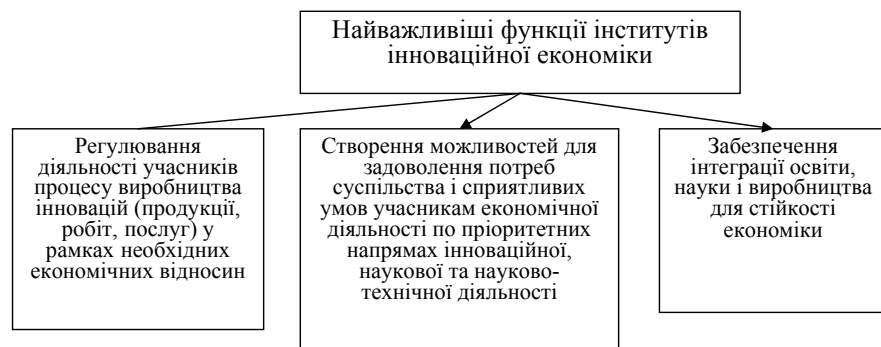 Найважливіші функції інститутів
інноваційної економіки
Регулювання
діяльності учасників
процесу виробництва
інновацій (продукції,
робіт, послуг) у
рамках необхідних
економічних відносин
Створення можливостей для
задоволення потреб
суспільства і сприятливих
умов учасникам економічної
діяльності по пріоритетних
напрямах інноваційної,
наукової та науково-
технічної діяльності
Забезпечення
інтеграції освіти,
науки і виробництва
для стійкості
економіки